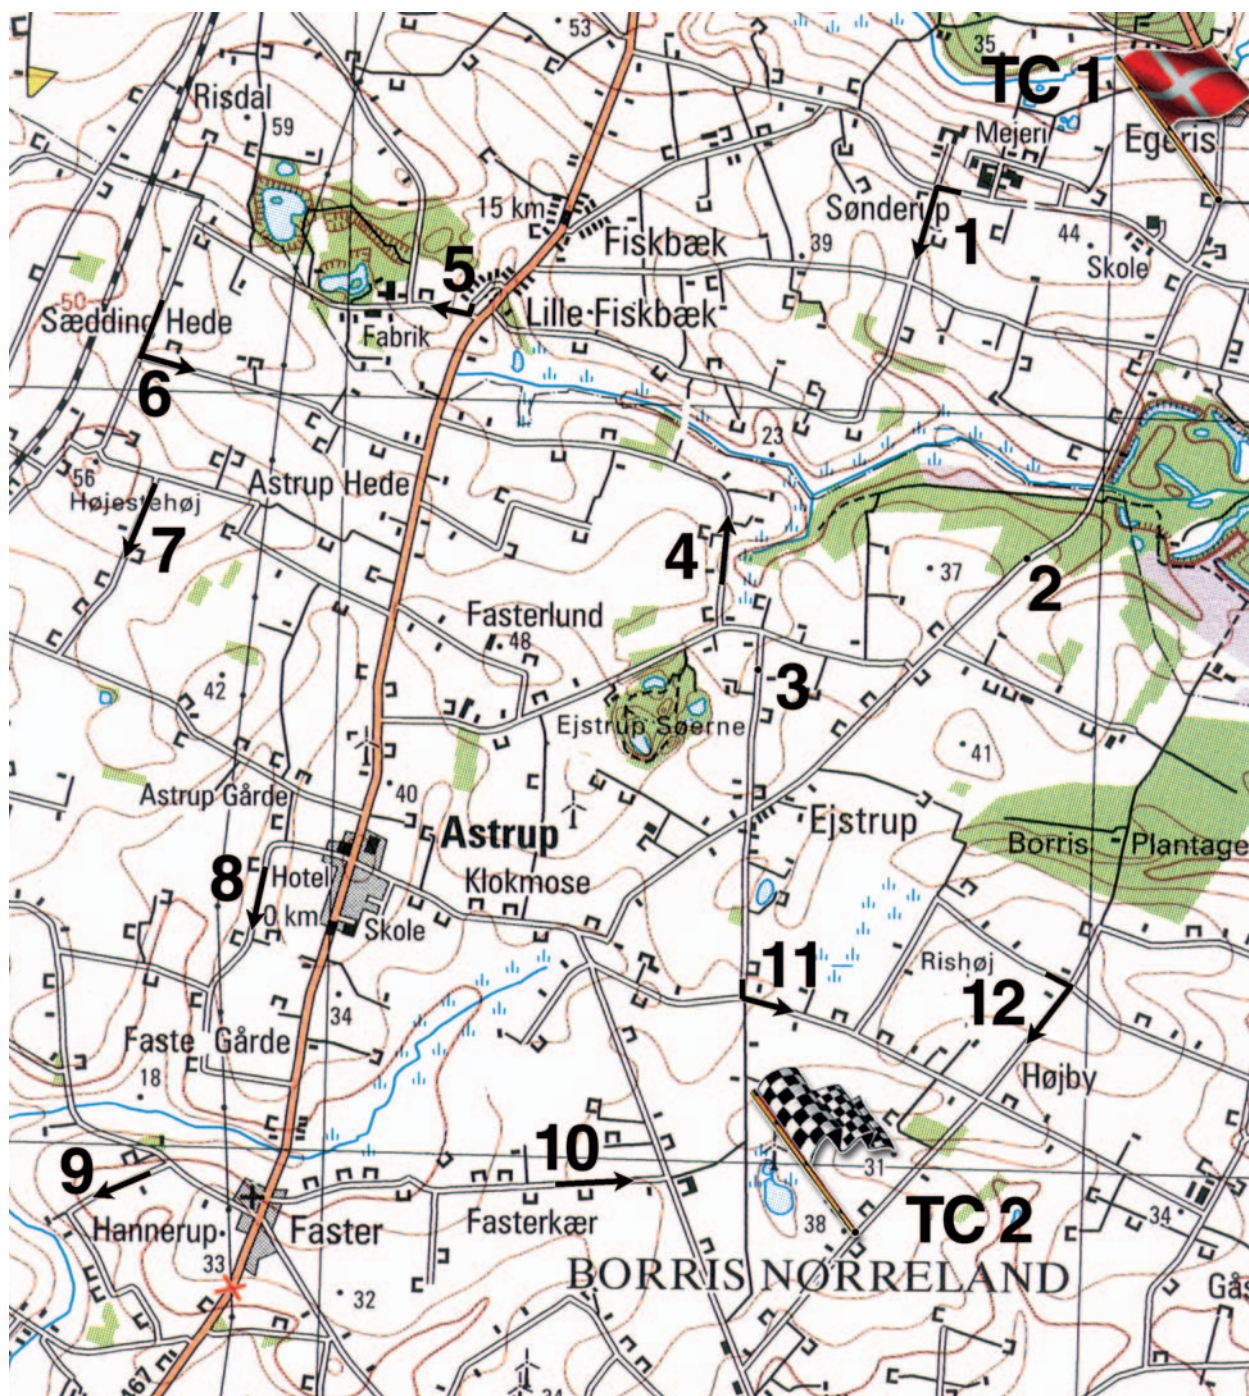 53
35
TC 1
Risdal
59
Mejeri
Egeris
15 km
Sønderup
1
44
39
Fiskbæk
Skole
5
50
Sædding Hede
Lille Fiskbæk
Fabrik
6
23
56
Højestehøj
Astrup Hede
7
4
37
2
Fasterlund
48
3
42
Ejstrup Søerne
41
40
Astrup Gårde
Astrup
Ejstrup
Borris Plantage
8
Hotel
Klokmose
0 km
Skole
11
Rishøj
12
34
Faste Gårde
Højby
18
10
9
31
TC 2
34
Hannerup
Faster
Fasterkær
38
33
BORRIS NØRRELAND
32
Gås
467